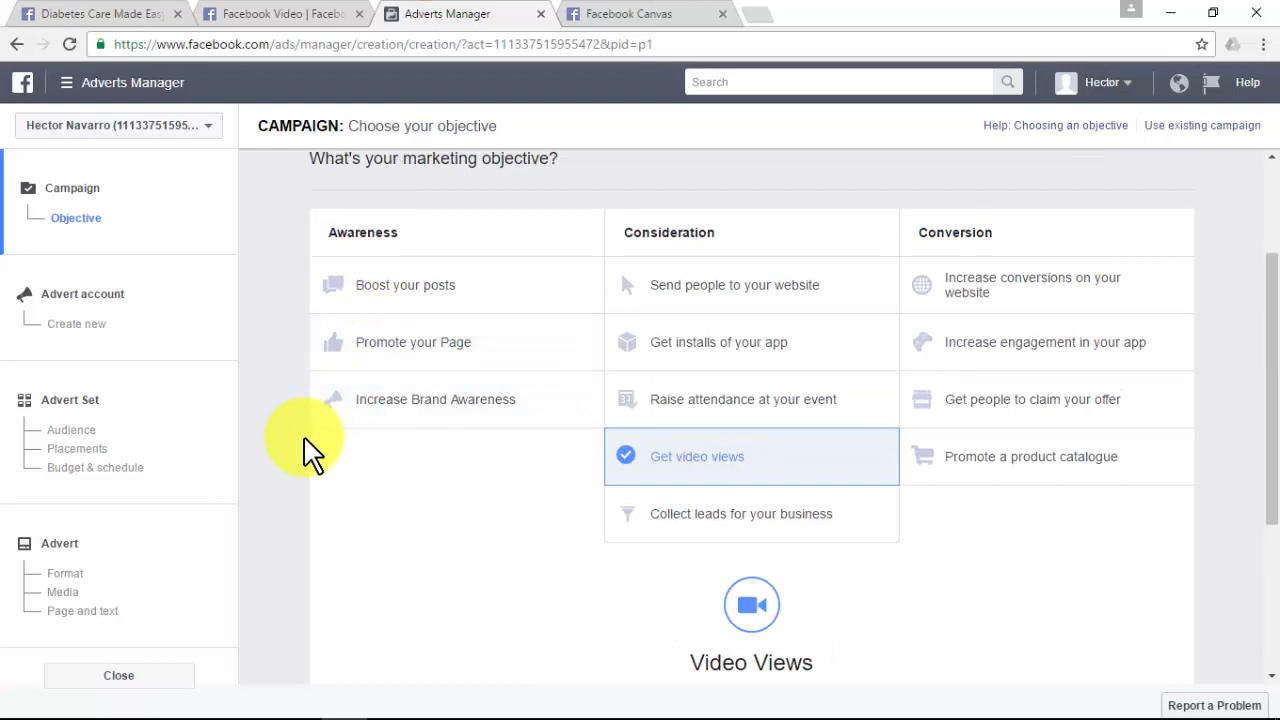 Diabetes Care Made Easy
Facebook Video | Facebo
Adverts Manager
Facebook Canvas
https://www.facebook.com/ads/manager/creation/creation/?act=111337515955472&pid=p1
f
Adverts Manager
Search
Hector
Help
Hector Navarro (11133751595...
CAMPAIGN: Choose your objective
Help: Choosing an objective
Use existing campaign
Campaign
Objective
Advert account
Create new
Advert Set
Audience
Placements
Budget & schedule
Advert
Format
Media
Page and text
Close
What's your marketing objective?
Awareness
Consideration
Conversion
Boost your posts
Send people to your website
Increase conversions on your
website
Promote your Page
Get installs of your app
Increase engagement in your app
Increase Brand Awareness
Raise attendance at your event
Get people to claim your offer
Get video views
Promote a product catalogue
Collect leads for your business
Video Views
Report a Problem